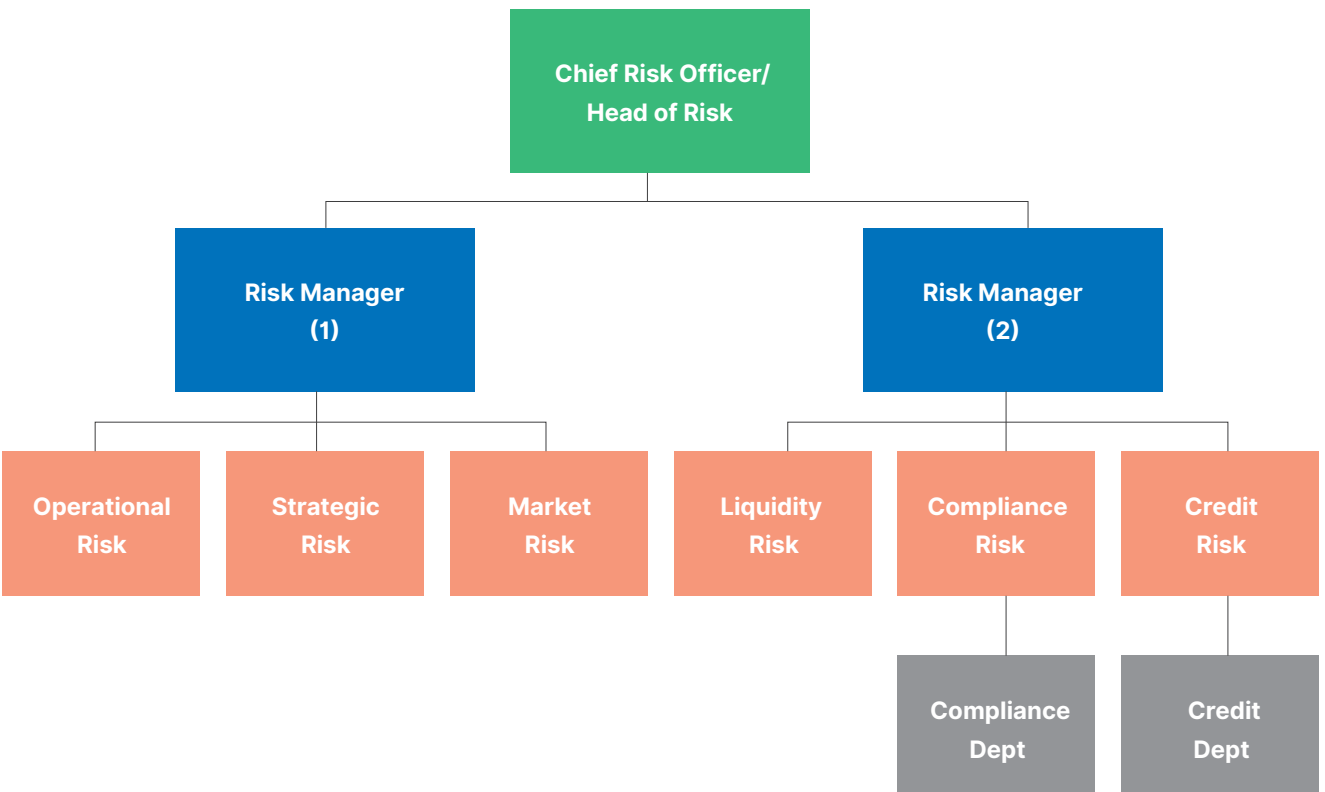 Chief Risk Officer/
Head of Risk
Risk Manager
(1)
Risk Manager
(2)
Operational
Risk
Strategic
Risk
Market
Risk
Liquidity
Risk
Compliance
Risk
Credit
Risk
Compliance
Dept
Credit
Dept